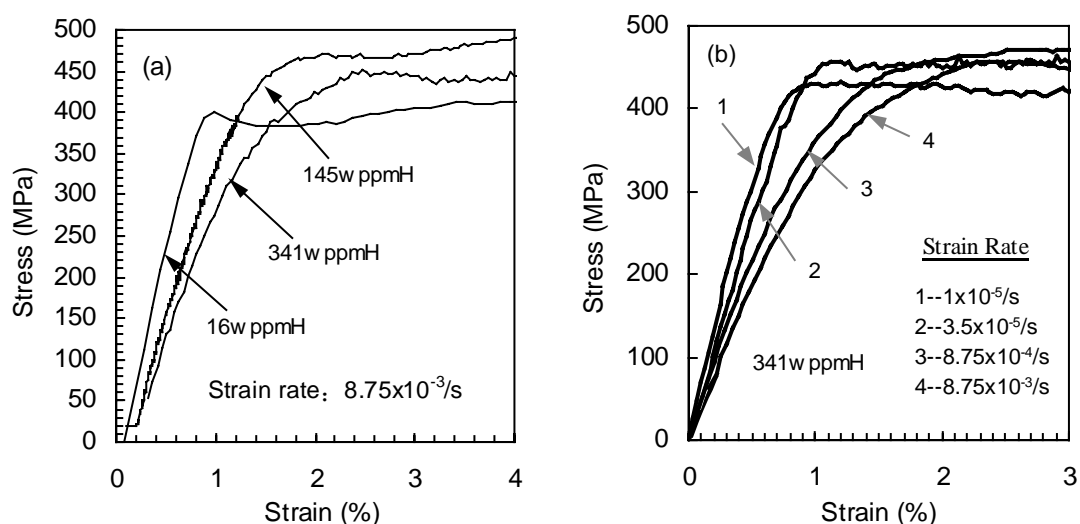 (a)
500
450
400
350
300
250
200
150
100
50
0
Stress (MPa)
145w ppmH
341w ppmH
16w ppmH
Strain rate： 8.75x10⁻³/s
0 1 2 3 4
Strain (%)
(b)
500
400
300
200
100
0
Stress (MPa)
1
4
3
2
Strain Rate
1--1x10⁻⁵/s
2--3.5x10⁻⁵/s
3--8.75x10⁻⁴/s
4--8.75x10⁻³/s
341w ppmH
0 1 2 3
Strain (%)